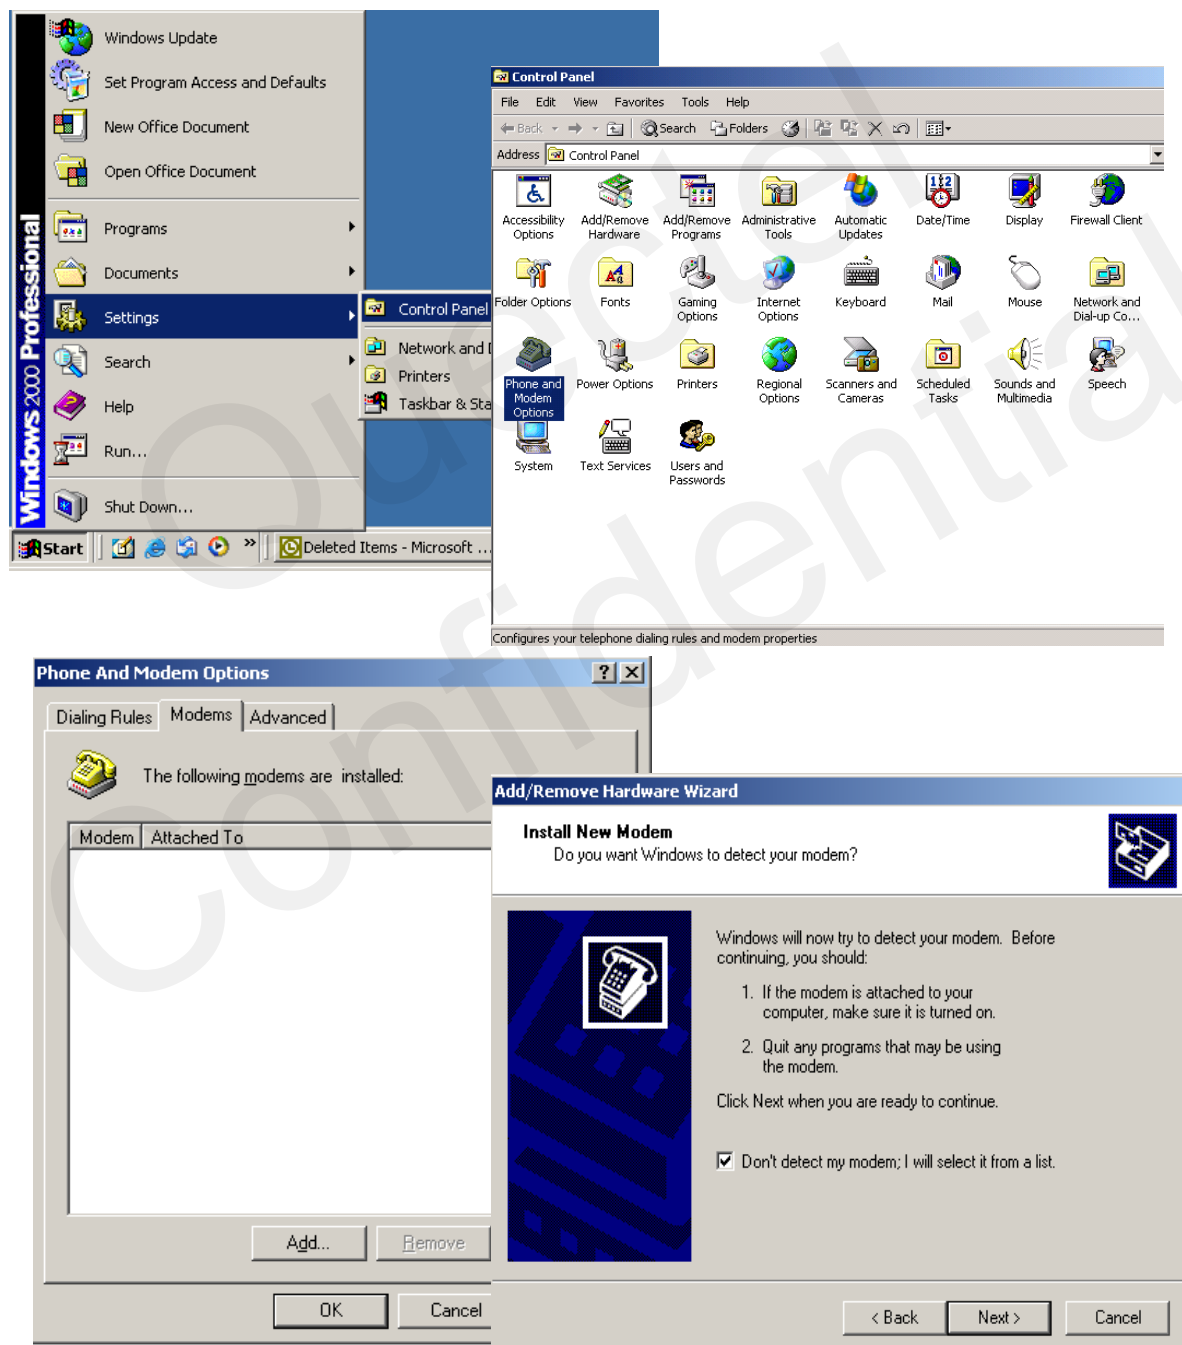 Windows 2000 Professional
Windows Update
Set Program Access and Defaults
New Office Document
Open Office Document
Programs
Documents
Settings
Search
Help
Run...
Shut Down...
Control Panel
Network and
Printers
Taskbar & Sta
Start
»
Deleted Items - Microsoft ...
Control Panel
File Edit View Favorites Tools Help
Back Search Folders
Address Control Panel
Accessibility Options
Add/Remove Hardware
Add/Remove Programs
Administrative Tools
Automatic Updates
Date/Time
Display
Firewall Client
Folder Options
Fonts
Gaming Options
Internet Options
Keyboard
Mail
Mouse
Network and Dial-up Co...
Phone and Modem Options
Power Options
Printers
Regional Options
Scanners and Cameras
Scheduled Tasks
Sounds and Multimedia
Speech
System
Text Services
Users and Passwords
Configures your telephone dialing rules and modem properties
Phone And Modem Options
Dialing Rules Modems Advanced
The following modems are installed:
Modem Attached To
Add... Remove
OK Cancel
Add/Remove Hardware Wizard
Install New Modem
Do you want Windows to detect your modem?
Windows will now try to detect your modem. Before
continuing, you should:
1. If the modem is attached to your
computer, make sure it is turned on.
2. Quit any programs that may be using
the modem.
Click Next when you are ready to continue.
Don't detect my modem; I will select it from a list.
< Back Next > Cancel
Quectel
Confidential